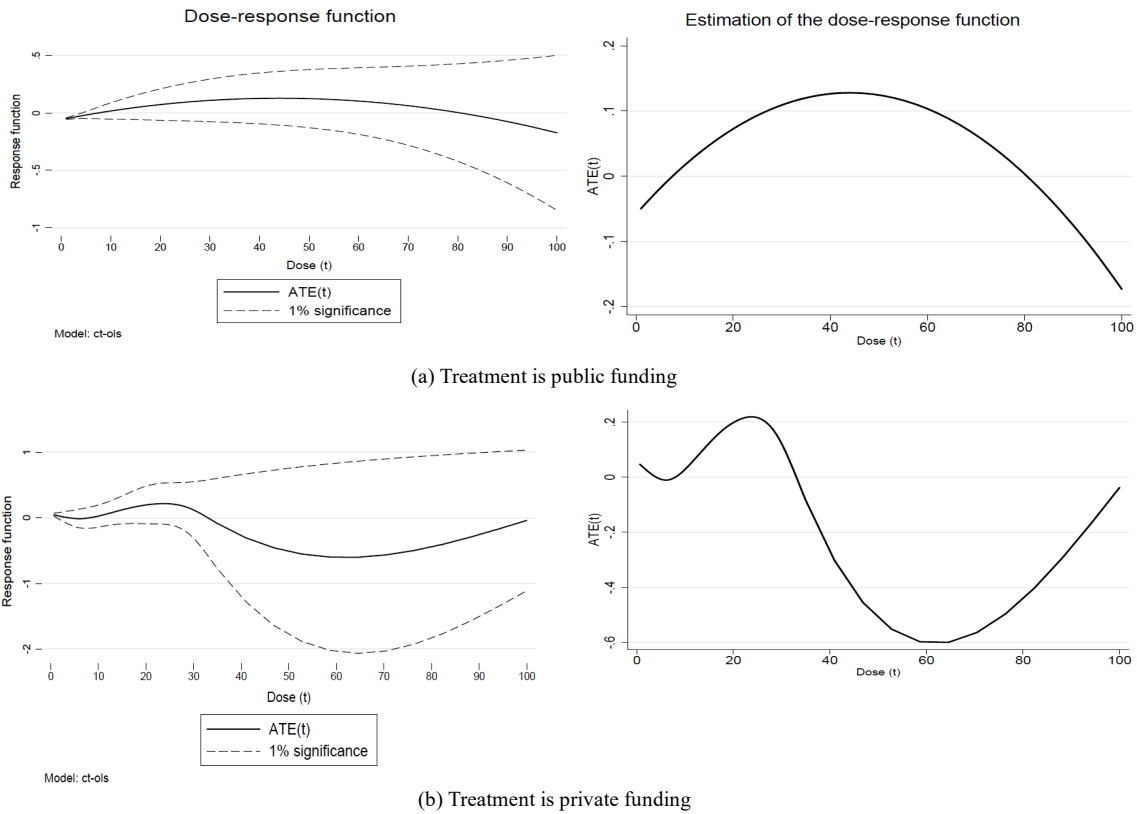 Dose-response function
Response function
.5
0
-.5
-1
0 10 20 30 40 50 60 70 80 90 100
Dose (t)
ATE(t)
1% significance
Model: ct-ols
Estimation of the dose-response function
ATE(t)
.2
.1
0
-.1
-.2
0 20 40 60 80 100
Dose (t)
(a) Treatment is public funding
Response function
1
0
-1
-2
0 10 20 30 40 50 60 70 80 90 100
Dose (t)
ATE(t)
1% significance
Model: ct-ols
ATE(t)
.2
0
-.2
-.4
-.6
0 20 40 60 80 100
Dose (t)
(b) Treatment is private funding